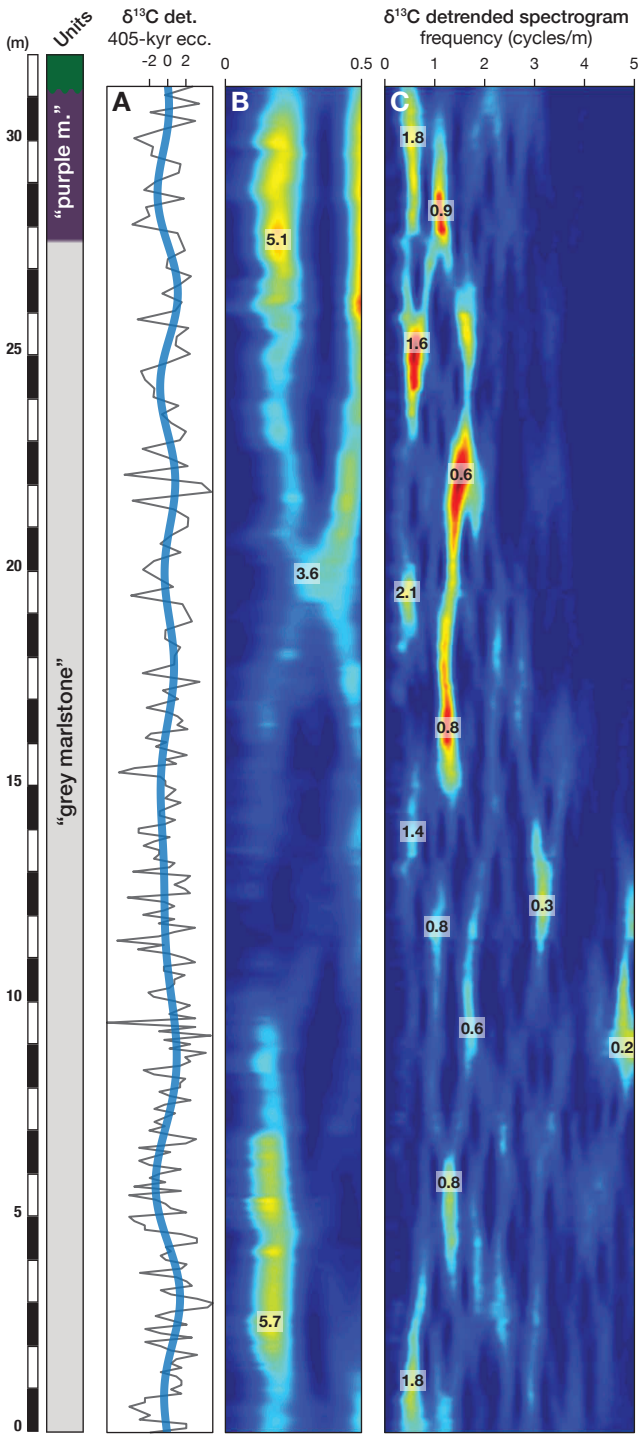 (m)
Units
δ¹³C det.
405-kyr ecc.
-2 0 2
δ¹³C detrended spectrogram
frequency (cycles/m)
0 0.5
0 1 2 3 4 5
A
B
C
30
25
20
15
10
5
0
"purple m."
"grey marlstone"
5.1
3.6
5.7
1.8
0.9
1.6
0.6
2.1
0.8
1.4
0.3
0.8
0.6
0.2
0.8
1.8